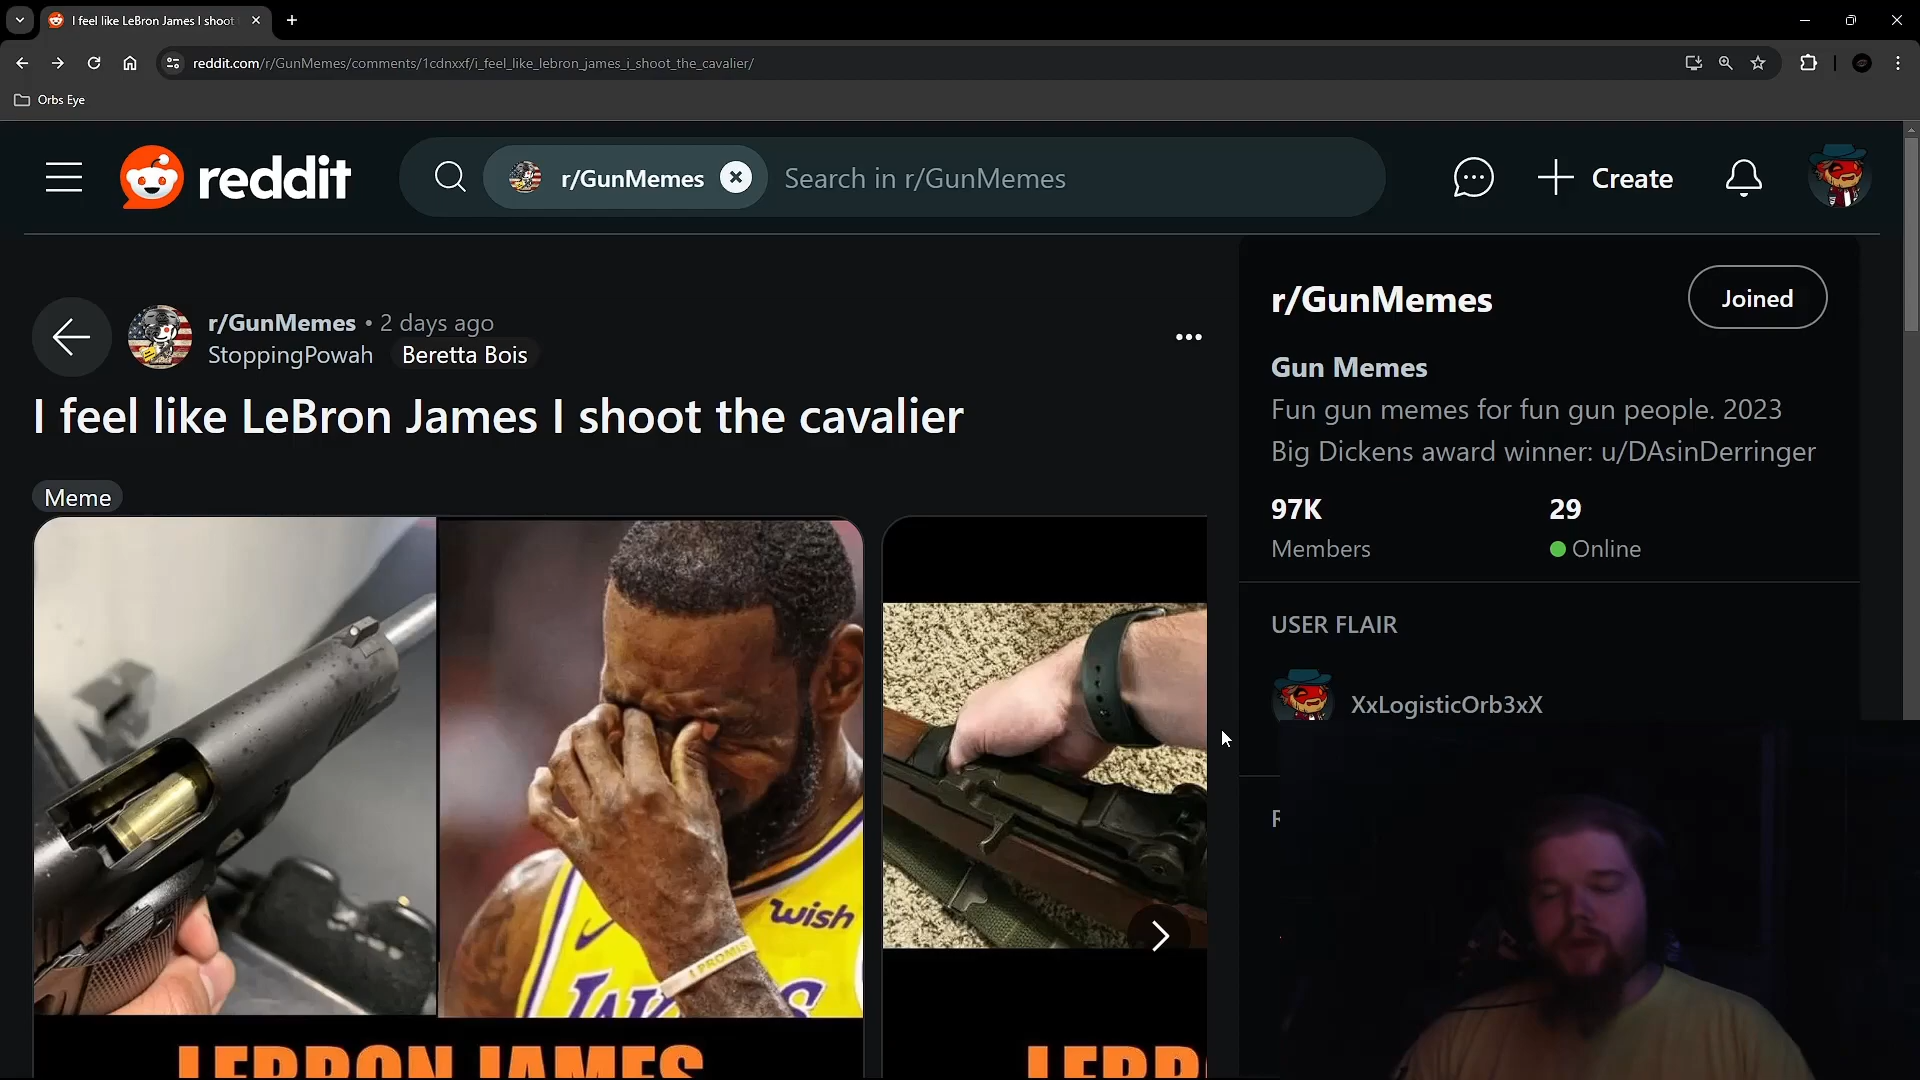 I feel like LeBron James I shoot
reddit.com/r/GunMemes/comments/1cdnxxf/i_feel_like_lebron_james_i_shoot_the_cavalier/
Orbs Eye
reddit
r/GunMemes
Search in r/GunMemes
Create
r/GunMemes • 2 days ago
StoppingPowah Beretta Bois
I feel like LeBron James I shoot the cavalier
Meme
wish
I PROMISE
LAKERS
LEBRON JAMES
LEBR
r/GunMemes
Joined
Gun Memes
Fun gun memes for fun gun people. 2023
Big Dickens award winner: u/DAsinDerringer
97K
29
Members
Online
USER FLAIR
XxLogisticOrb3xX
R